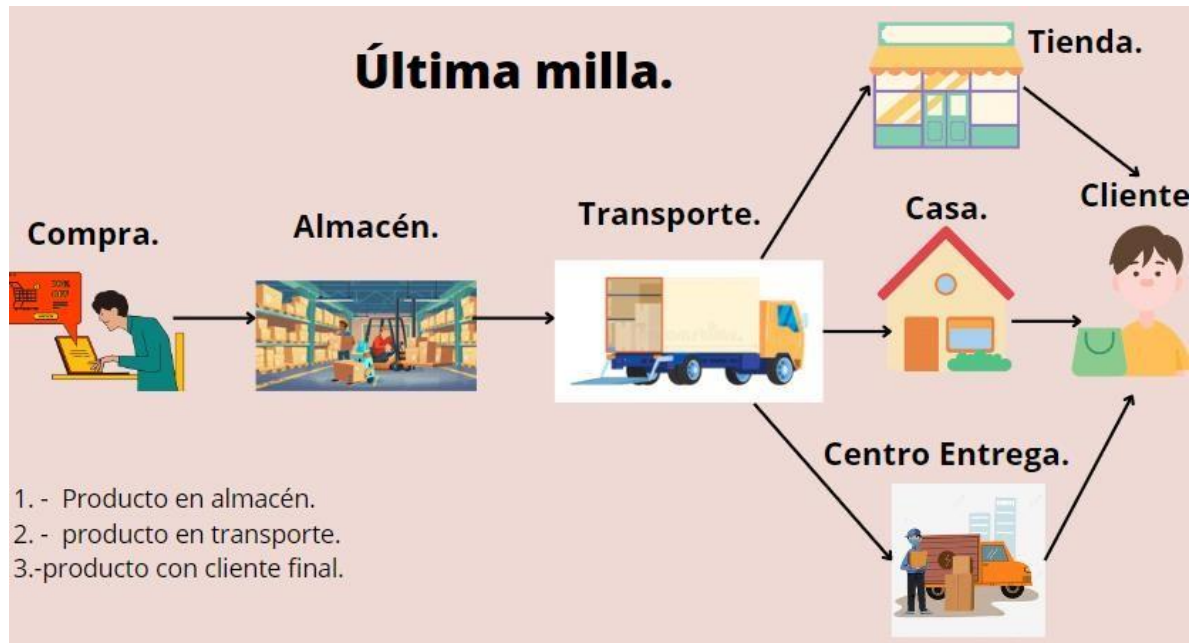 Última milla.
Tienda.
Compra.
Almacén.
Transporte.
Casa.
Cliente
Centro Entrega.
1. - Producto en almacén.
2. - producto en transporte.
3.-producto con cliente final.